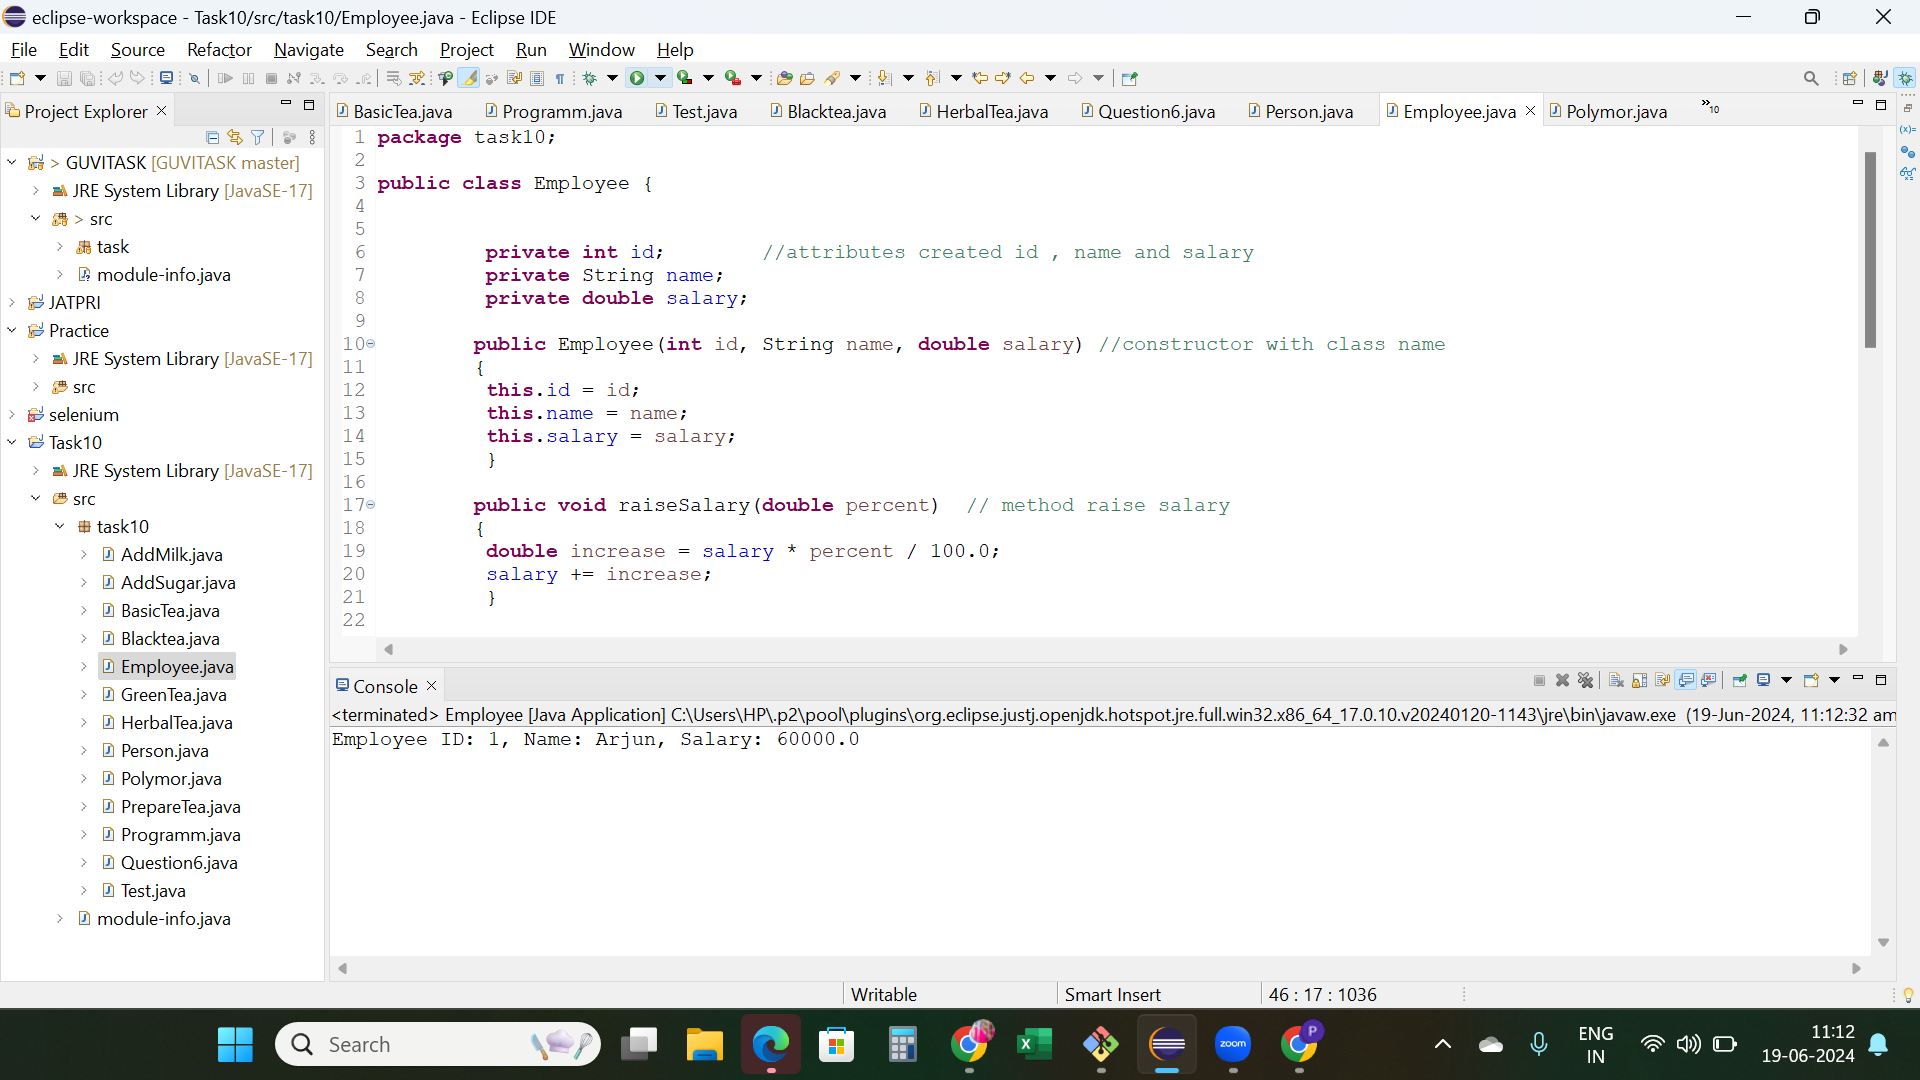 eclipse-workspace - Task10/src/task10/Employee.java - Eclipse IDE
File Edit Source Refactor Navigate Search Project Run Window Help
Project Explorer
BasicTea.java Programm.java Test.java Blacktea.java HerbalTea.java Question6.java Person.java Employee.java Polymor.java »10
> GUVITASK [GUVITASK master]
JRE System Library [JavaSE-17]
> src
task
module-info.java
JATPRI
Practice
JRE System Library [JavaSE-17]
src
selenium
Task10
JRE System Library [JavaSE-17]
src
task10
AddMilk.java
AddSugar.java
BasicTea.java
Blacktea.java
Employee.java
GreenTea.java
HerbalTea.java
Person.java
Polymor.java
PrepareTea.java
Programm.java
Question6.java
Test.java
module-info.java
1 package task10;
2
3 public class Employee {
4
5
6 private int id; //attributes created id , name and salary
7 private String name;
8 private double salary;
9
10 public Employee(int id, String name, double salary) //constructor with class name
11 {
12 this.id = id;
13 this.name = name;
14 this.salary = salary;
15 }
16
17 public void raiseSalary(double percent) // method raise salary
18 {
19 double increase = salary * percent / 100.0;
20 salary += increase;
21 }
22
Console
<terminated> Employee [Java Application] C:\Users\HP\.p2\pool\plugins\org.eclipse.justj.openjdk.hotspot.jre.full.win32.x86_64_17.0.10.v20240120-1143\jre\bin\javaw.exe (19-Jun-2024, 11:12:32 am
Employee ID: 1, Name: Arjun, Salary: 60000.0
Writable Smart Insert 46 : 17 : 1036
Search
zoom
P
ENG
IN
11:12
19-06-2024